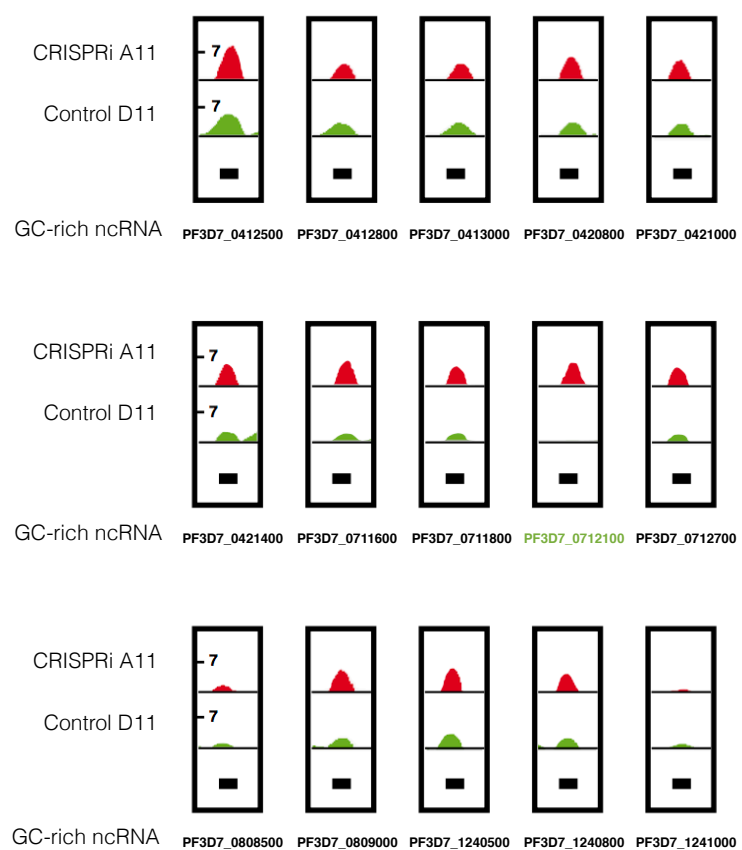 CRISPRi A11
7
Control D11
7
GC-rich ncRNA PF3D7_0412500 PF3D7_0412800 PF3D7_0413000 PF3D7_0420800 PF3D7_0421000
CRISPRi A11
7
Control D11
7
GC-rich ncRNA PF3D7_0421400 PF3D7_0711600 PF3D7_0711800 PF3D7_0712100 PF3D7_0712700
CRISPRi A11
7
Control D11
7
GC-rich ncRNA PF3D7_0808500 PF3D7_0809000 PF3D7_1240500 PF3D7_1240800 PF3D7_1241000